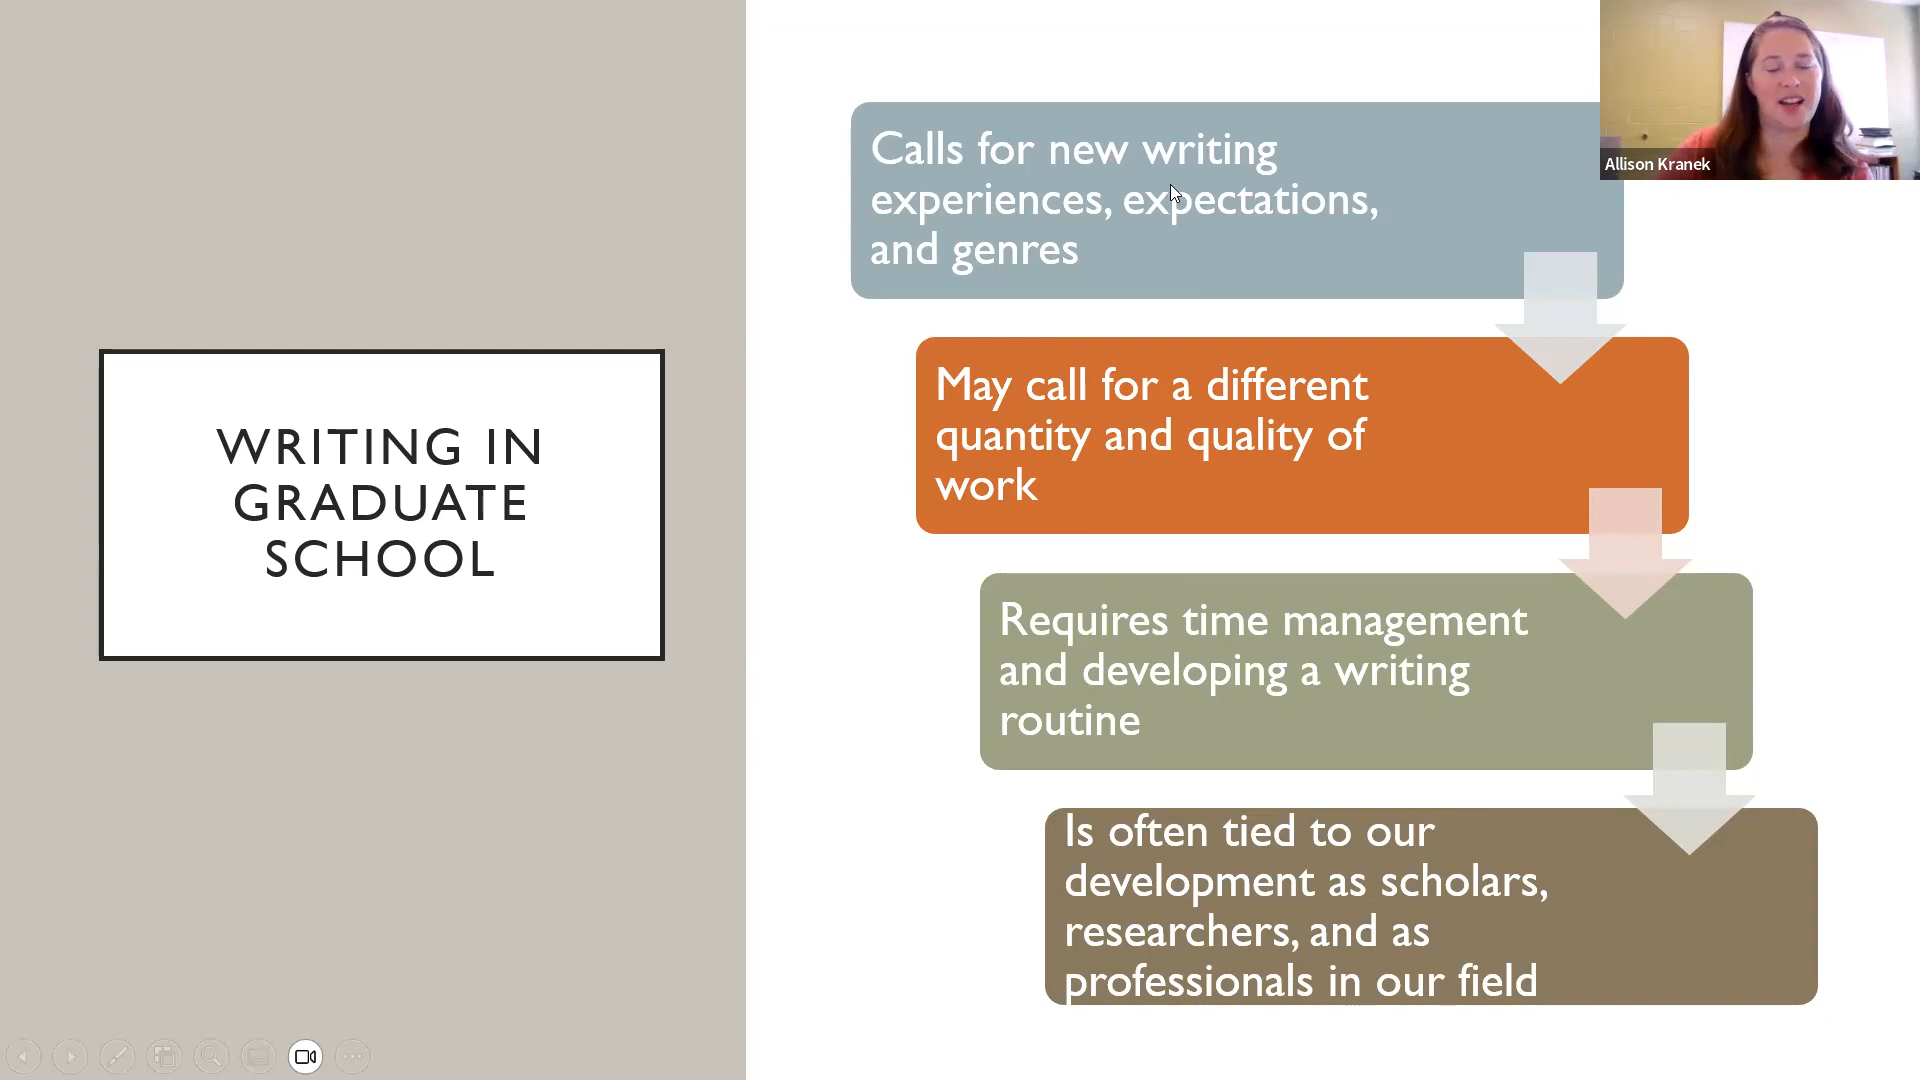 WRITING IN
GRADUATE
SCHOOL
Calls for new writing
experiences, expectations,
and genres
May call for a different
quantity and quality of
work
Requires time management
and developing a writing
routine
Is often tied to our
development as scholars,
researchers, and as
professionals in our field
Allison Kranek